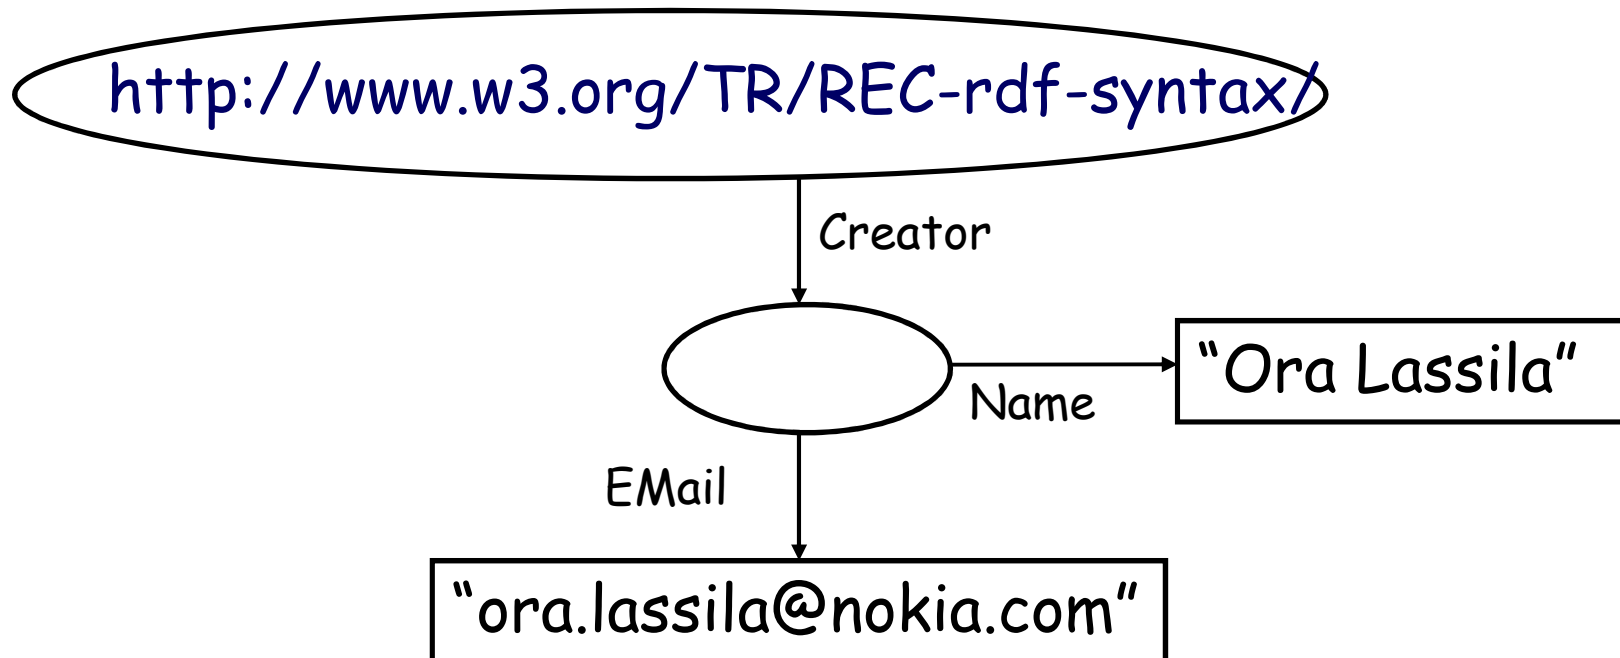 http://www.w3.org/TR/REC-rdf-syntax/
Creator
“Ora Lassila”
Name
EMail
“ora.lassila@nokia.com”